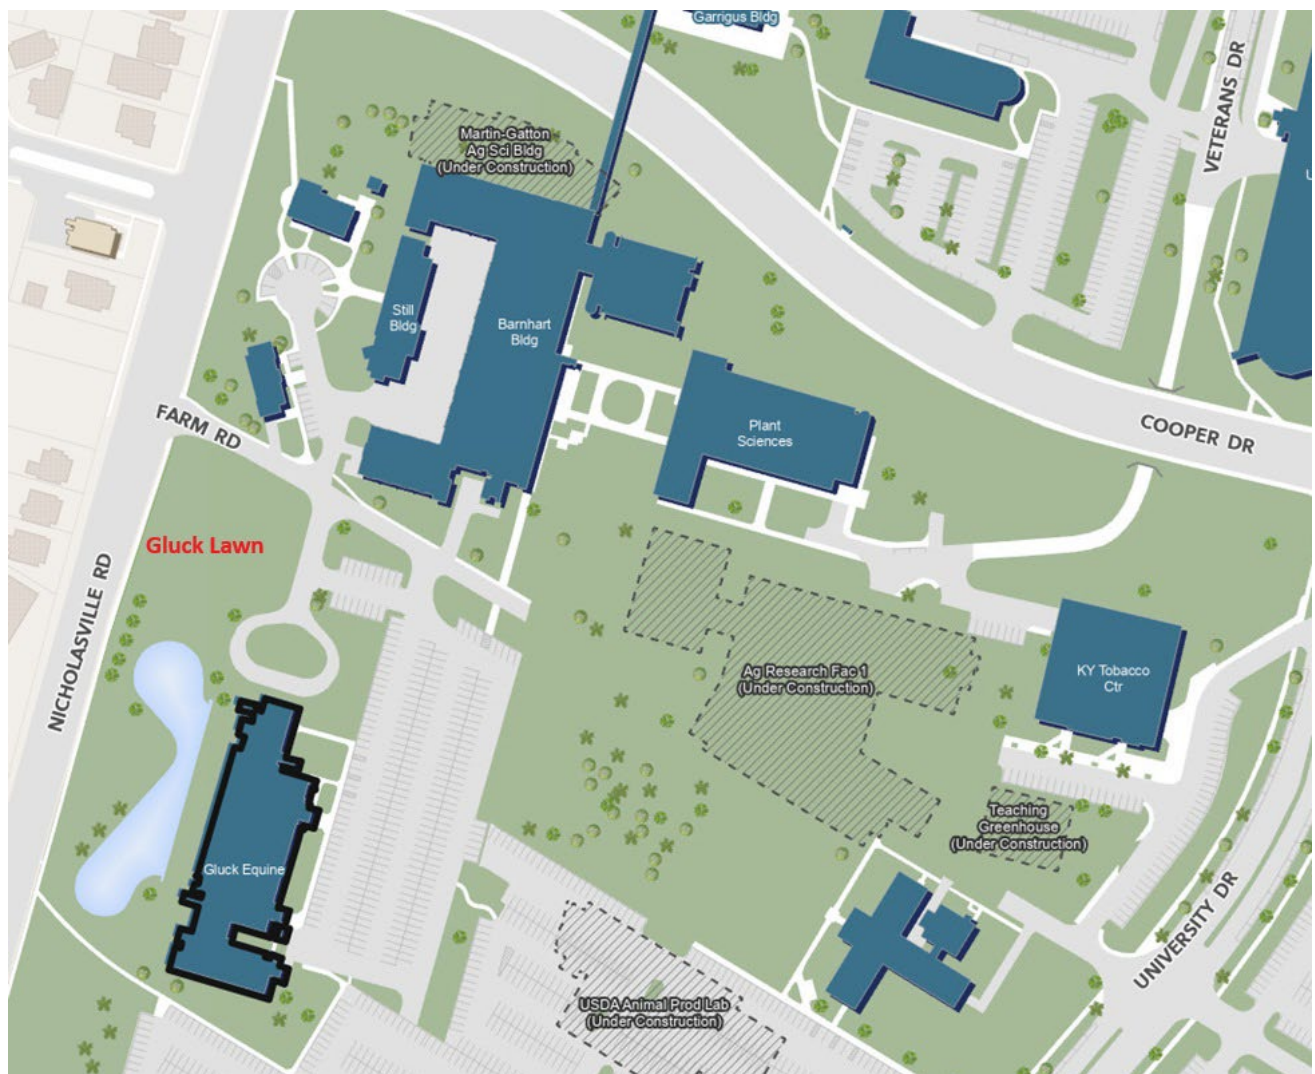 Garrigus Bldg
VETERANS DR
Martin-Gatton
Ag Sci Bldg
(Under Construction)
U
Still
Bldg
Barnhart
Bldg
FARM RD
Plant
Sciences
COOPER DR
Gluck Lawn
NICHOLASVILLE RD
Ag Research Fac 1
(Under Construction)
KY Tobacco
Ctr
Teaching
Greenhouse
(Under Construction)
Gluck Equine
UNIVERSITY DR
USDA Animal Prod Lab
(Under Construction)